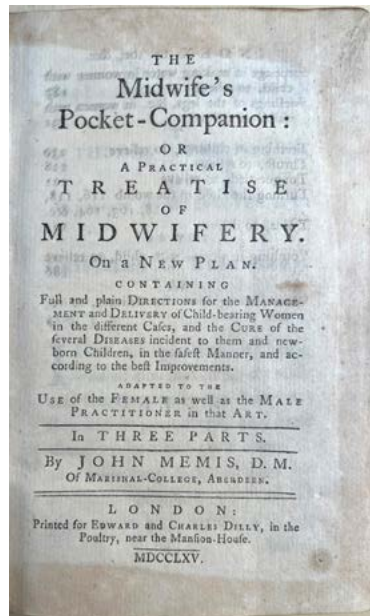 THE
Midwife's
Pocket-Companion:
OR
A PRACTICAL
TREATISE
OF
MIDWIFERY.
On a NEW PLAN.
CONTAINING
Full and plain DIRECTIONS for the MANAGE-
MENT and DELIVERY of Child-bearing Women
in the different Cases, and the CURE of the
several DISEASES incident to them and new-
born Children, in the safest Manner, and ac-
cording to the best Improvements.
ADAPTED TO THE
USE of the FEMALE as well as the MALE
PRACTITIONER in that ART.
In THREE PARTS.
By JOHN MEMIS, D. M.
Of MARISHAL-COLLEGE, ABERDEEN.
LONDON:
Printed for EDWARD and CHARLES DILLY, in the
Poultry, near the Mansion-House.
MDCCLXV.